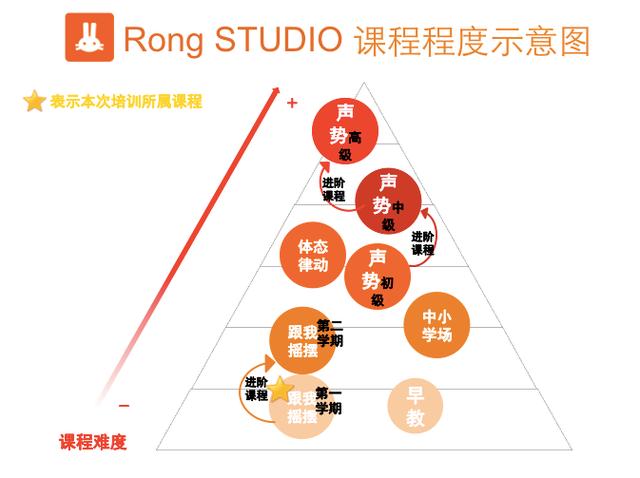 Rong STUDIO 课程程度示意图
表示本次培训所属课程
+
声
势高
级
进阶
课程
声
势中
级
进阶
课程
体态
律动
声
势初
级
中小
学场
跟我第二
摇摆学期
进阶
课程
跟我第一
摇摆学期
早
教
–
课程难度